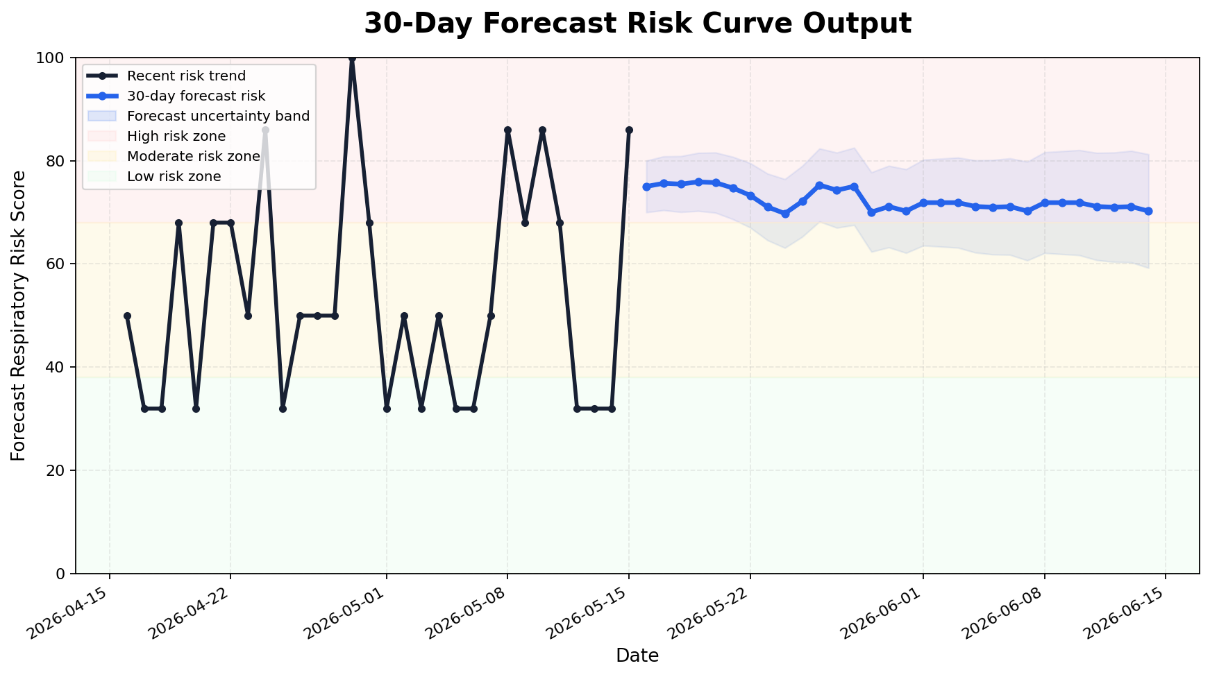 30-Day Forecast Risk Curve Output
Forecast Respiratory Risk Score
100
80
60
40
20
0
Recent risk trend
30-day forecast risk
Forecast uncertainty band
High risk zone
Moderate risk zone
Low risk zone
2026-04-15
2026-04-22
2026-05-01
2026-05-08
2026-05-15
2026-05-22
2026-06-01
2026-06-08
2026-06-15
Date